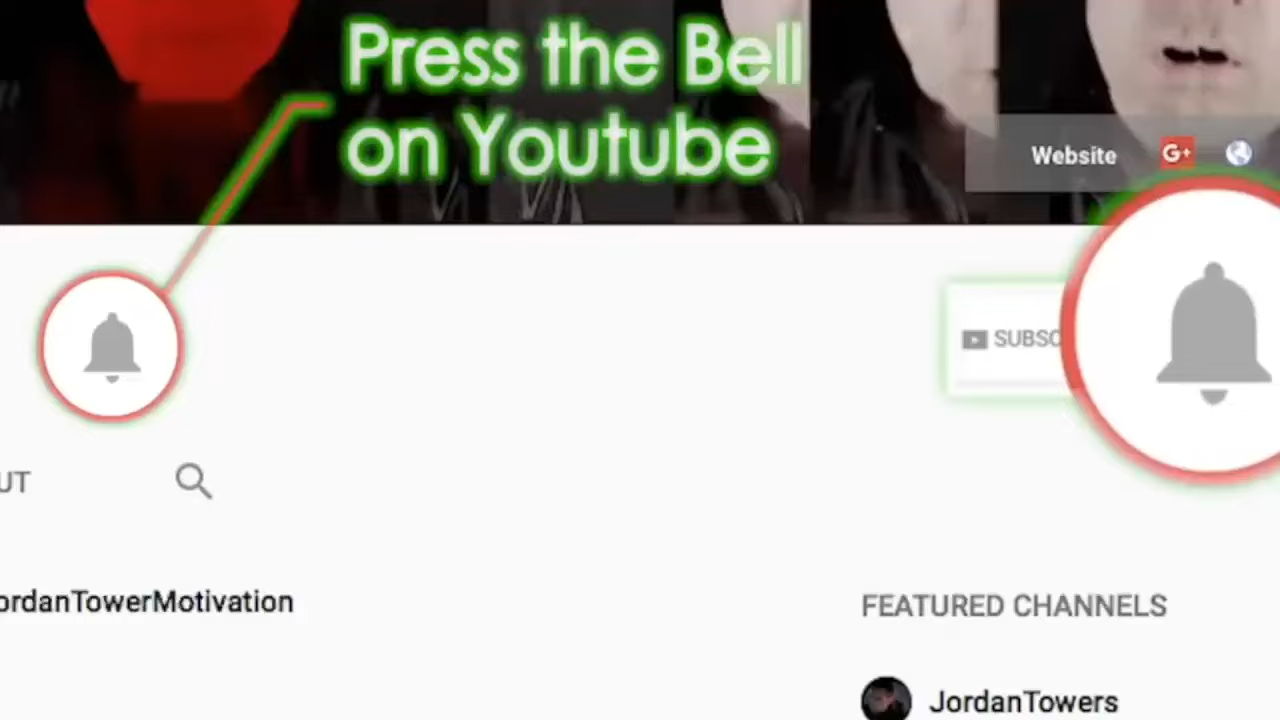 Press the Bell
on Youtube
Website
G+
SUBSC
UT
ordanTowerMotivation
FEATURED CHANNELS
JordanTowers